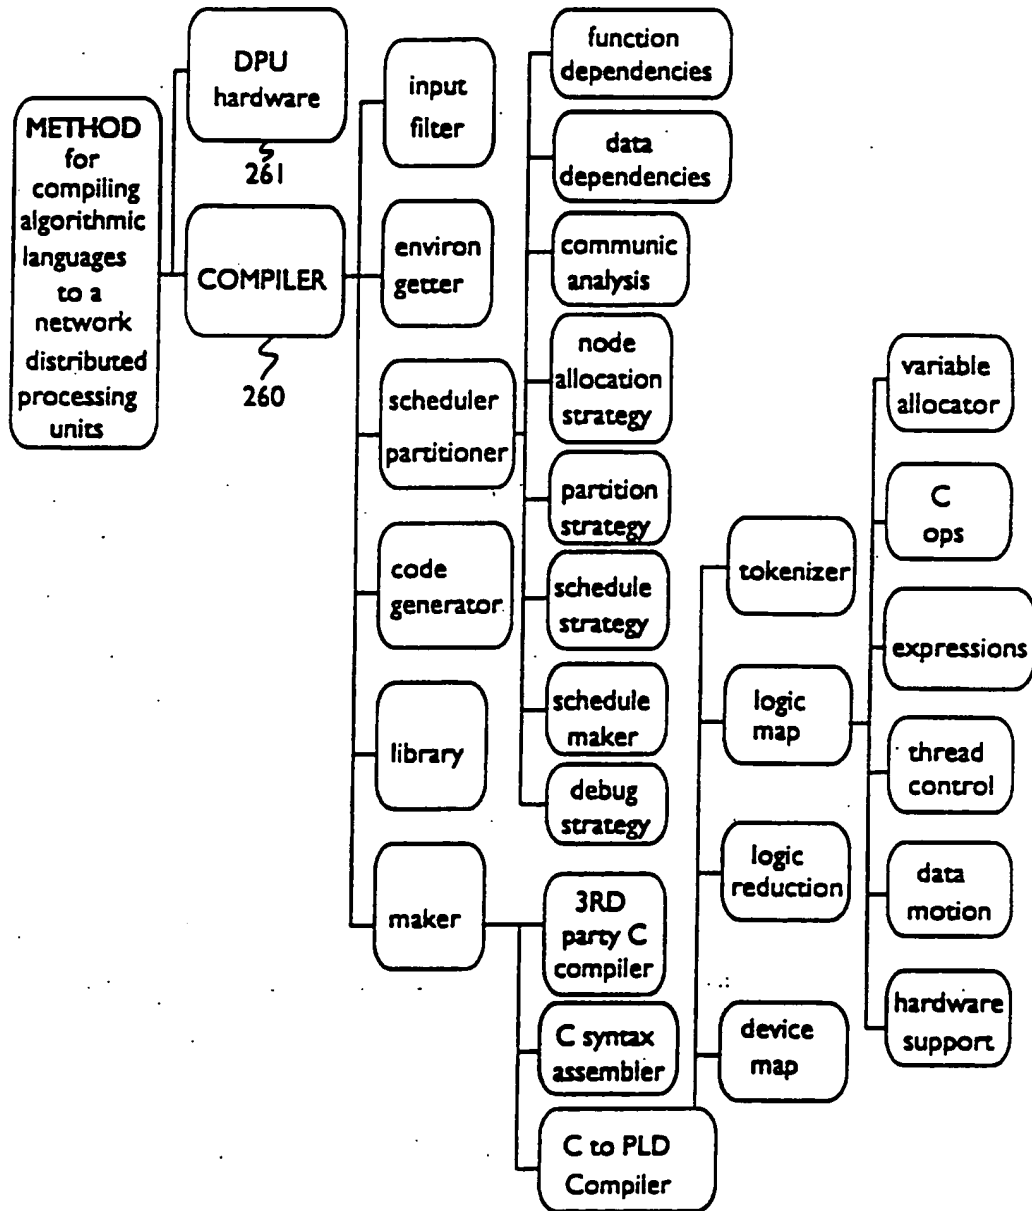 METHOD
for
compiling
algorithmic
languages
to a
network
distributed
processing
units
DPU
hardware
261
COMPILER
260
input
filter
environ
getter
scheduler
partitioner
code
generator
library
maker
function
dependencies
data
dependencies
communic
analysis
node
allocation
strategy
partition
strategy
schedule
strategy
schedule
maker
debug
strategy
3RD
party C
compiler
C syntax
assembler
C to PLD
Compiler
tokenizer
logic
map
logic
reduction
device
map
variable
allocator
C
ops
expressions
thread
control
data
motion
hardware
support